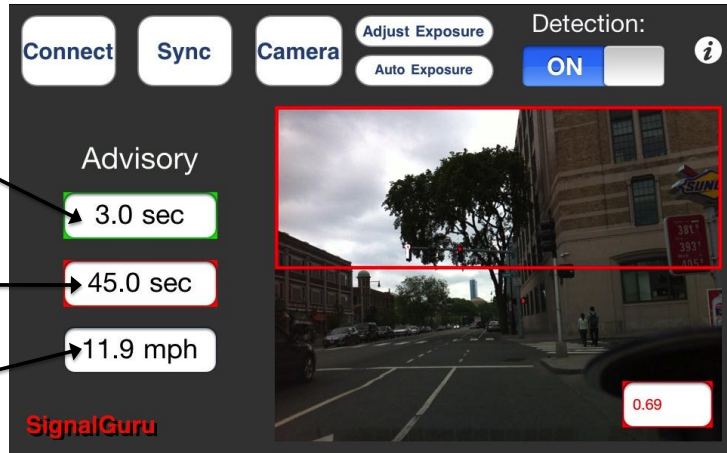 Connect
Sync
Camera
Adjust Exposure
Auto Exposure
Detection:
ON
i
Advisory
3.0 sec
45.0 sec
11.9 mph
SignalGuru
0.69